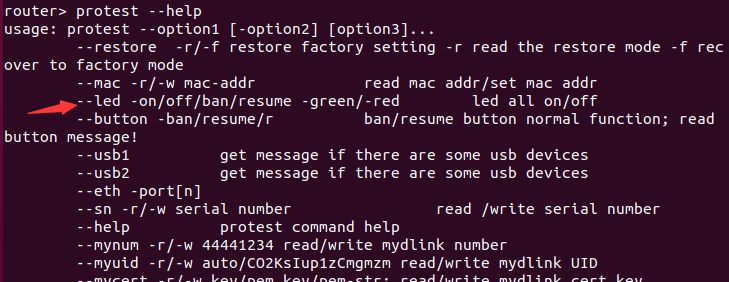 router> protest --help
usage: protest --option1 [-option2] [option3]...
--restore -r/-f restore factory setting -r read the restore mode -f rec
over to factory mode
--mac -r/-w mac-addr read mac addr/set mac addr
--led -on/off/ban/resume -green/-red led all on/off
--button -ban/resume/r ban/resume button normal function; read
button message!
--usb1 get message if there are some usb devices
--usb2 get message if there are some usb devices
--eth -port[n]
--sn -r/-w serial number read /write serial number
--help protest command help
--mynum -r/-w 44441234 read/write mydlink number
--myuid -r/-w auto/CO2KsIup1zCmgmzm read/write mydlink UID
--mycert -r/-w key/pem key/pem-str: read/write mydlink cert key